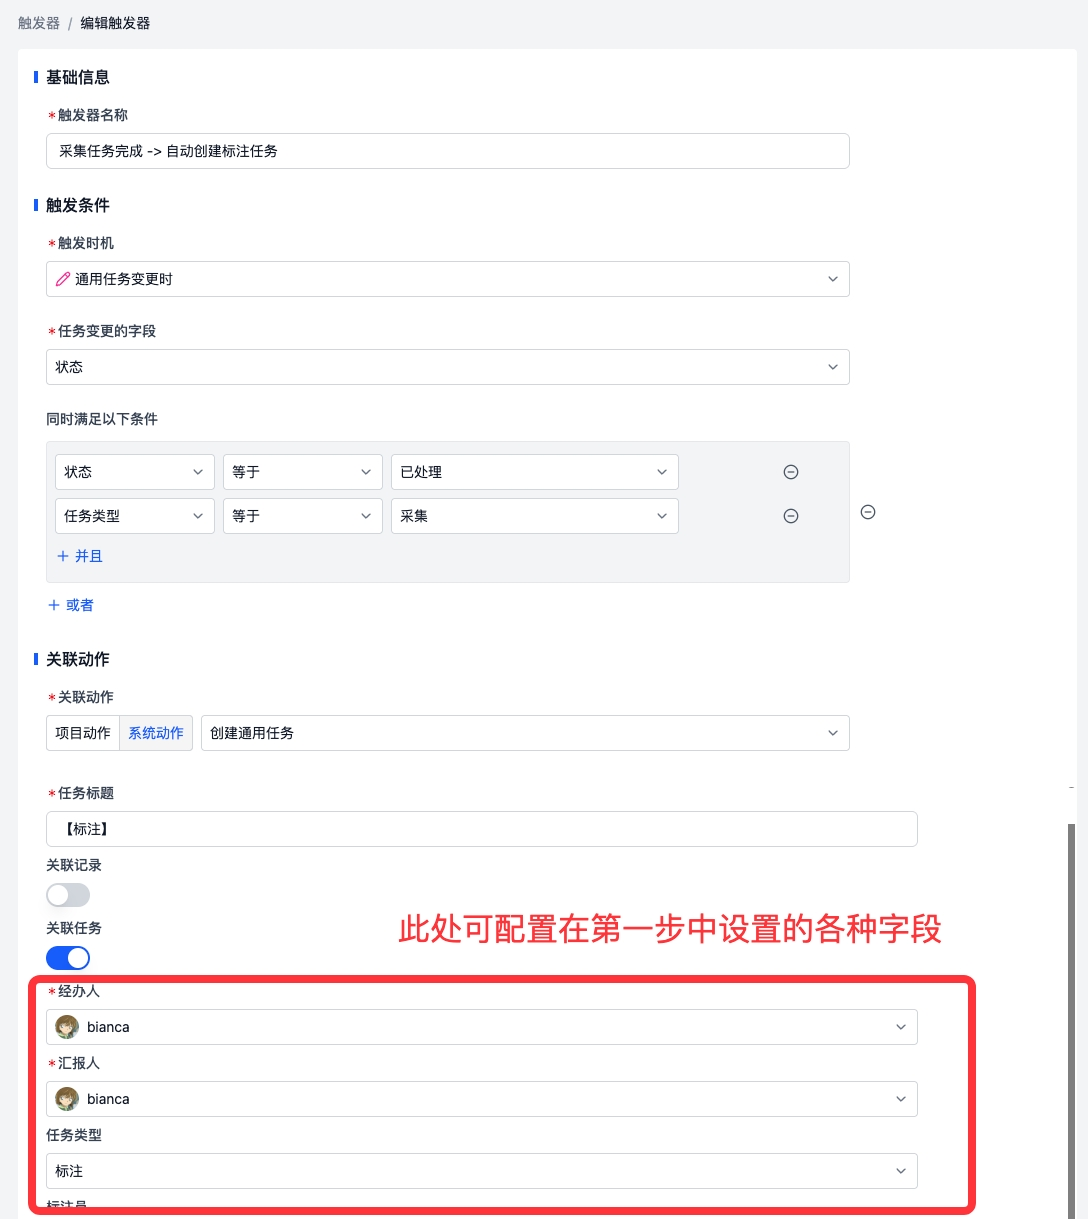 触发器 / 编辑触发器
基础信息
*触发器名称
采集任务完成 -> 自动创建标注任务
触发条件
*触发时机
通用任务变更时
*任务变更的字段
状态
同时满足以下条件
状态 等于 已处理
任务类型 等于 采集
+ 并且
+ 或者
关联动作
*关联动作
项目动作 系统动作 创建通用任务
*任务标题
【标注】
关联记录
关联任务
此处可配置在第一步中设置的各种字段
*经办人
bianca
*汇报人
bianca
任务类型
标注
标注员